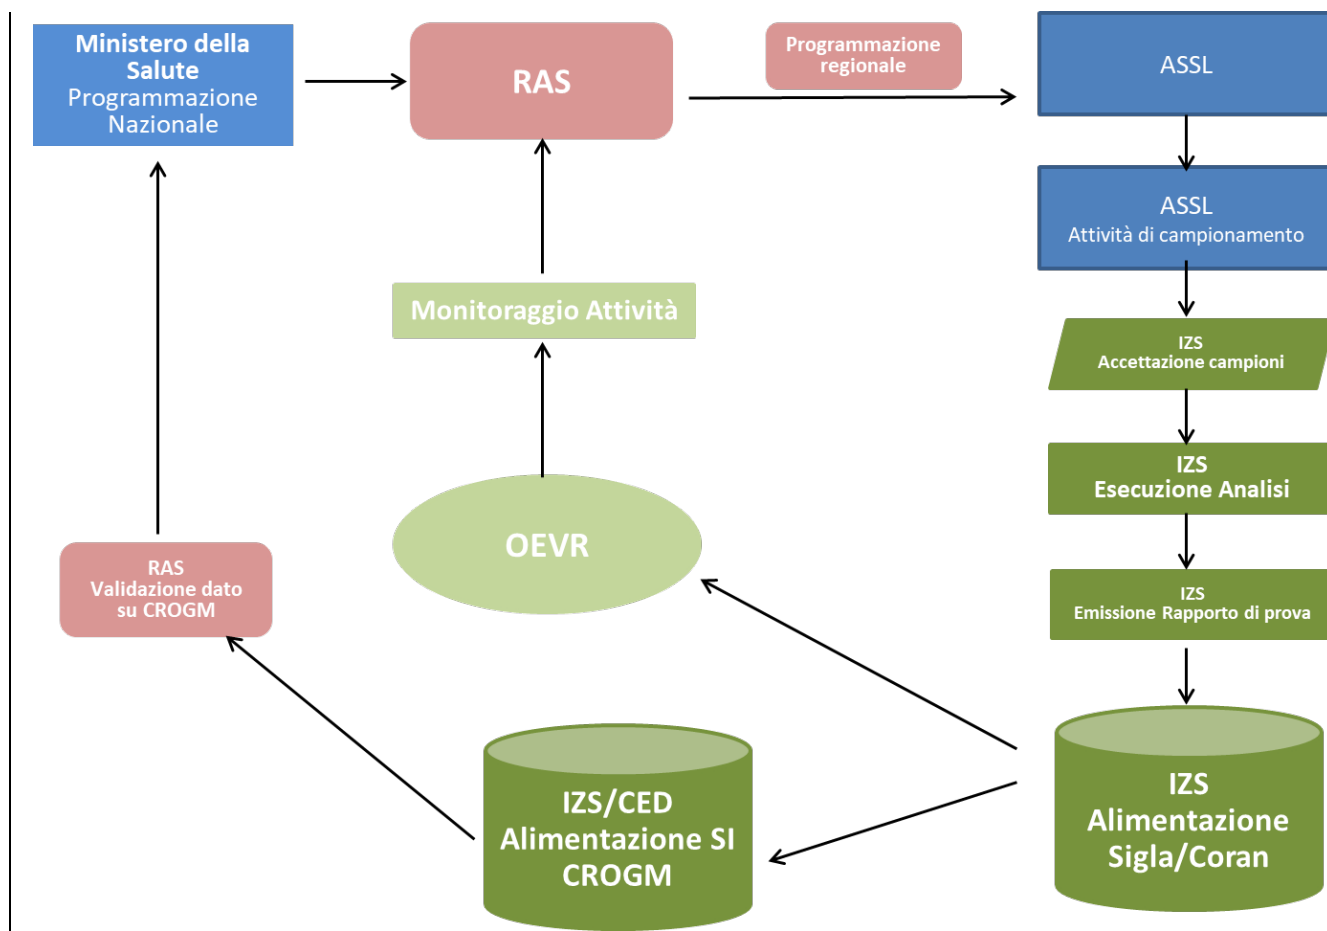 Ministero della
Salute
Programmazione
Nazionale
RAS
Programmazione
regionale
ASSL
ASSL
Attività di campionamento
Monitoraggio Attività
IZS
Accettazione campioni
IZS
Esecuzione Analisi
OEVR
RAS
Validazione dato
su CROGM
IZS
Emissione Rapporto di prova
IZS/CED
Alimentazione SI
CROGM
IZS
Alimentazione
Sigla/Coran